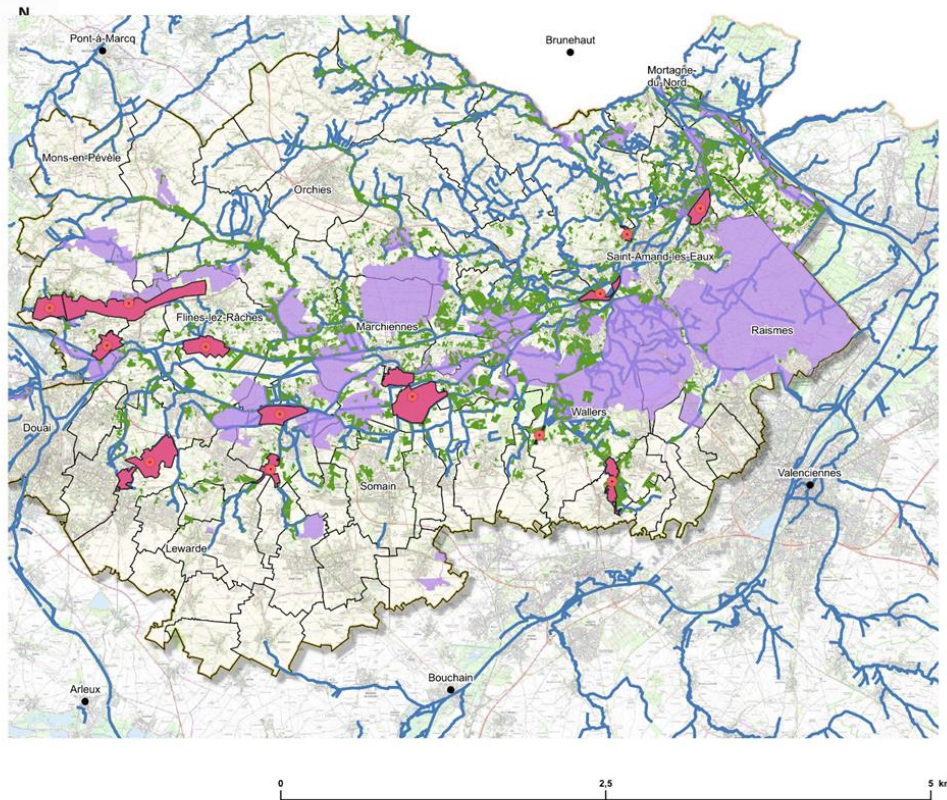 N
Pont-à-Marcq
Brunehaut
Mortagne-
du-Nord
Mons-en-Pévèle
Orchies
Saint-Amand-les-Eaux
Flines-lez-Râches
Marchiennes
Raismes
Wallers
Douai
Valenciennes
Somain
Lewarde
Bouchain
Arleux
0
2,5
5 km